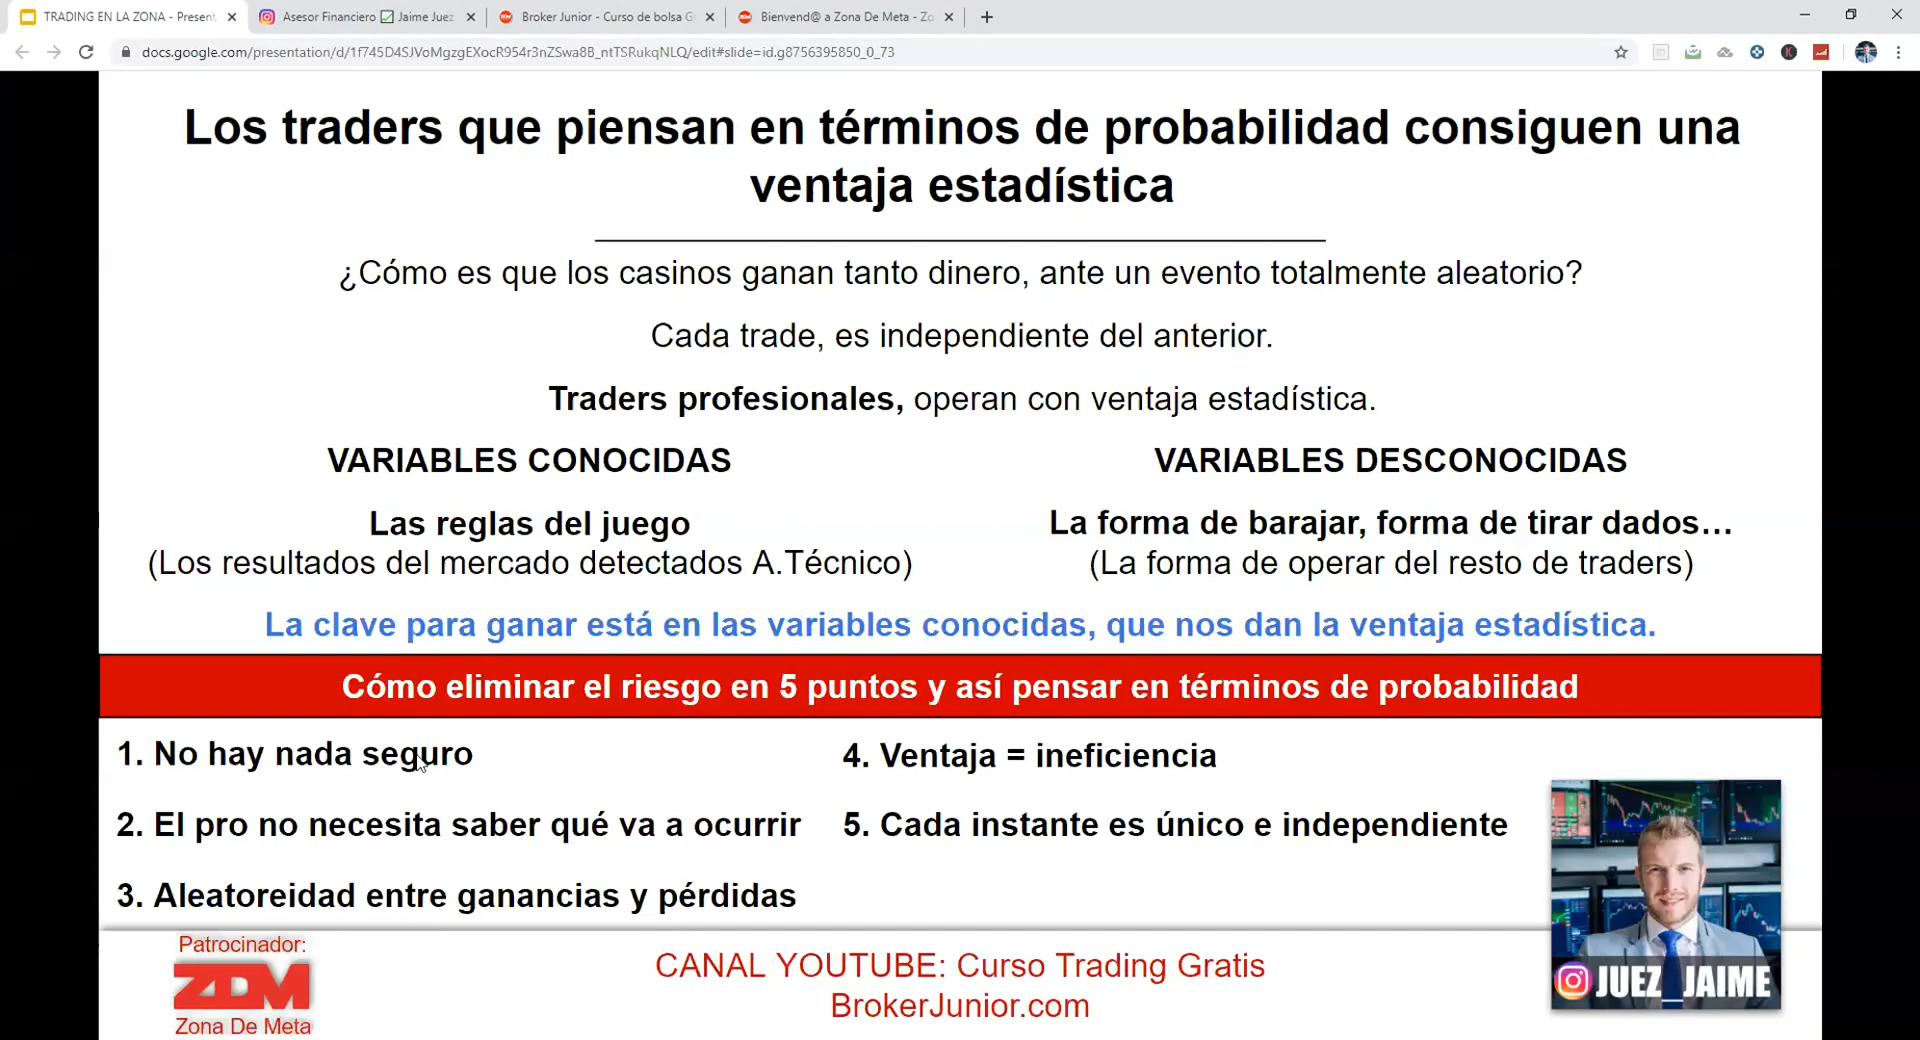 TRADING EN LA ZONA - Present
Asesor Financiero ✅ Jaime Juez
Broker Junior - Curso de bolsa G
Bienvend@ a Zona De Meta - Zo
docs.google.com/presentation/d/1f745D4SJVoMgzgEXocR954r3nZSwa8B_ntTSRukqNLQ/edit#slide=id.g8756395850_0_73
Los traders que piensan en términos de probabilidad consiguen una
ventaja estadística
¿Cómo es que los casinos ganan tanto dinero, ante un evento totalmente aleatorio?
Cada trade, es independiente del anterior.
Traders profesionales, operan con ventaja estadística.
VARIABLES CONOCIDAS
Las reglas del juego
(Los resultados del mercado detectados A.Técnico)
VARIABLES DESCONOCIDAS
La forma de barajar, forma de tirar dados...
(La forma de operar del resto de traders)
La clave para ganar está en las variables conocidas, que nos dan la ventaja estadística.
Cómo eliminar el riesgo en 5 puntos y así pensar en términos de probabilidad
1. No hay nada seguro
2. El pro no necesita saber qué va a ocurrir
3. Aleatoreidad entre ganancias y pérdidas
4. Ventaja = ineficiencia
5. Cada instante es único e independiente
Patrocinador:
ZDM
Zona De Meta
CANAL YOUTUBE: Curso Trading Gratis
BrokerJunior.com
JUEZ_JAIME